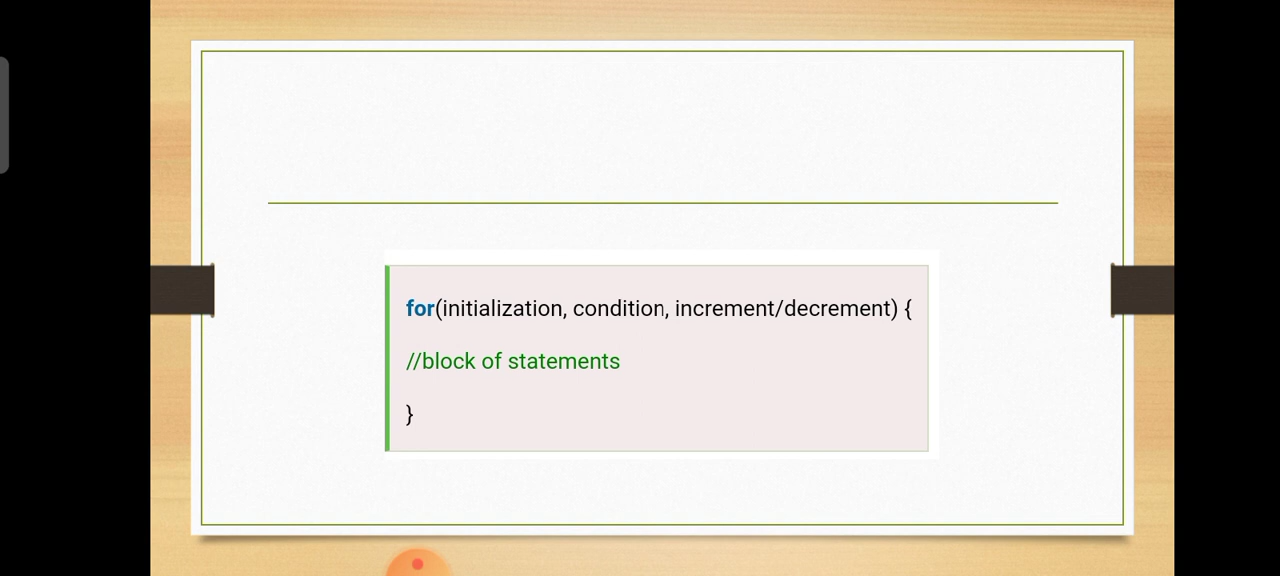 for(initialization, condition, increment/decrement) {
//block of statements
}